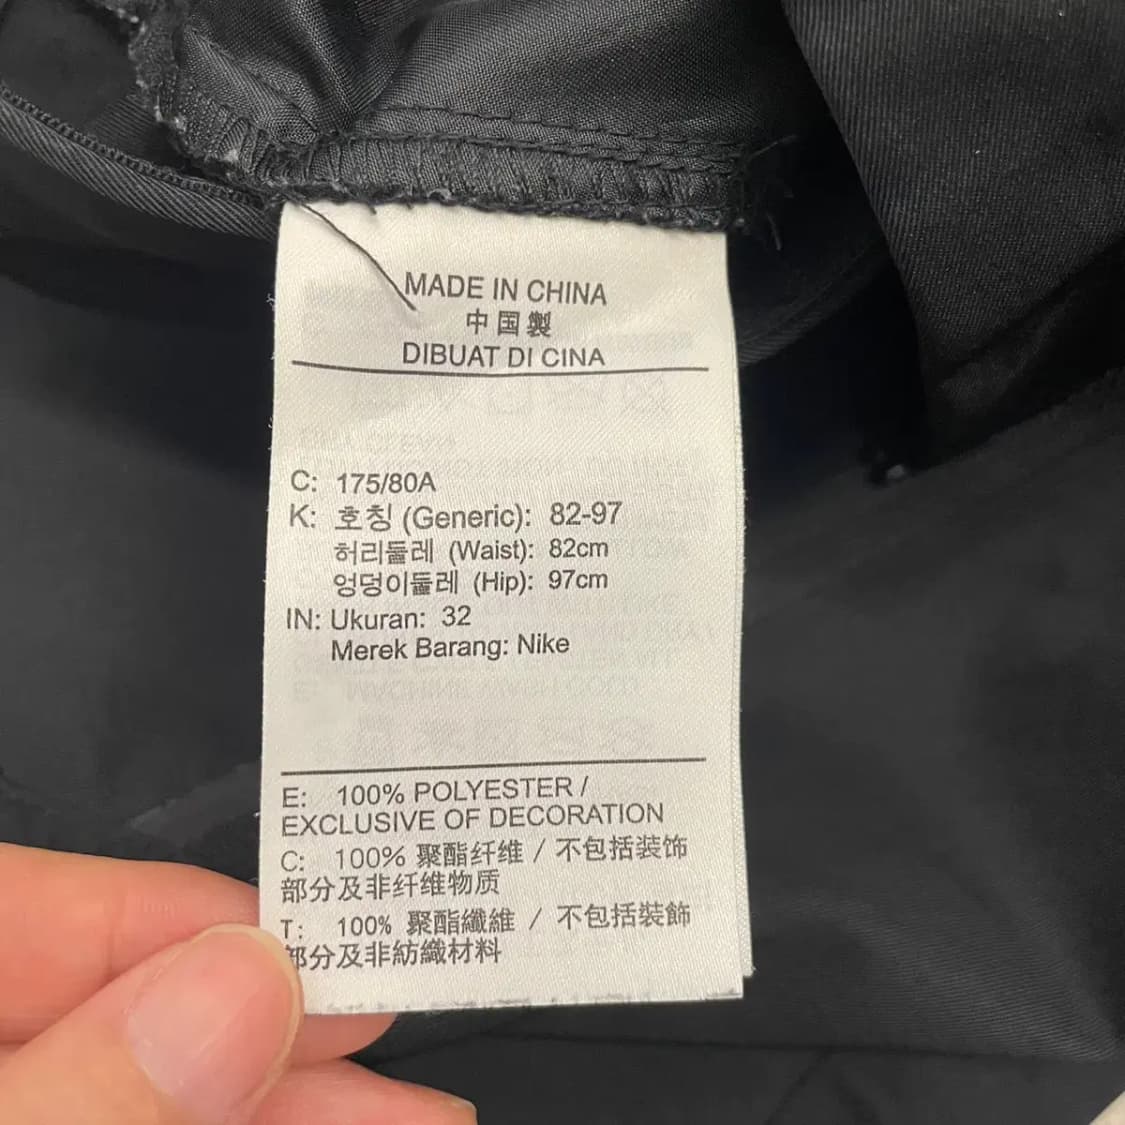 MADE IN CHINA
中国製
DIBUAT DI CINA
C: 175/80A
K: 호칭 (Generic): 82-97
허리둘레 (Waist): 82cm
엉덩이둘레 (Hip): 97cm
IN: Ukuran: 32
Merek Barang: Nike
E: 100% POLYESTER /
EXCLUSIVE OF DECORATION
C: 100% 聚酯纤维 / 不包括装饰
部分及非纤维物质
T: 100% 聚酯纖維 / 不包括裝飾
部分及非紡織材料